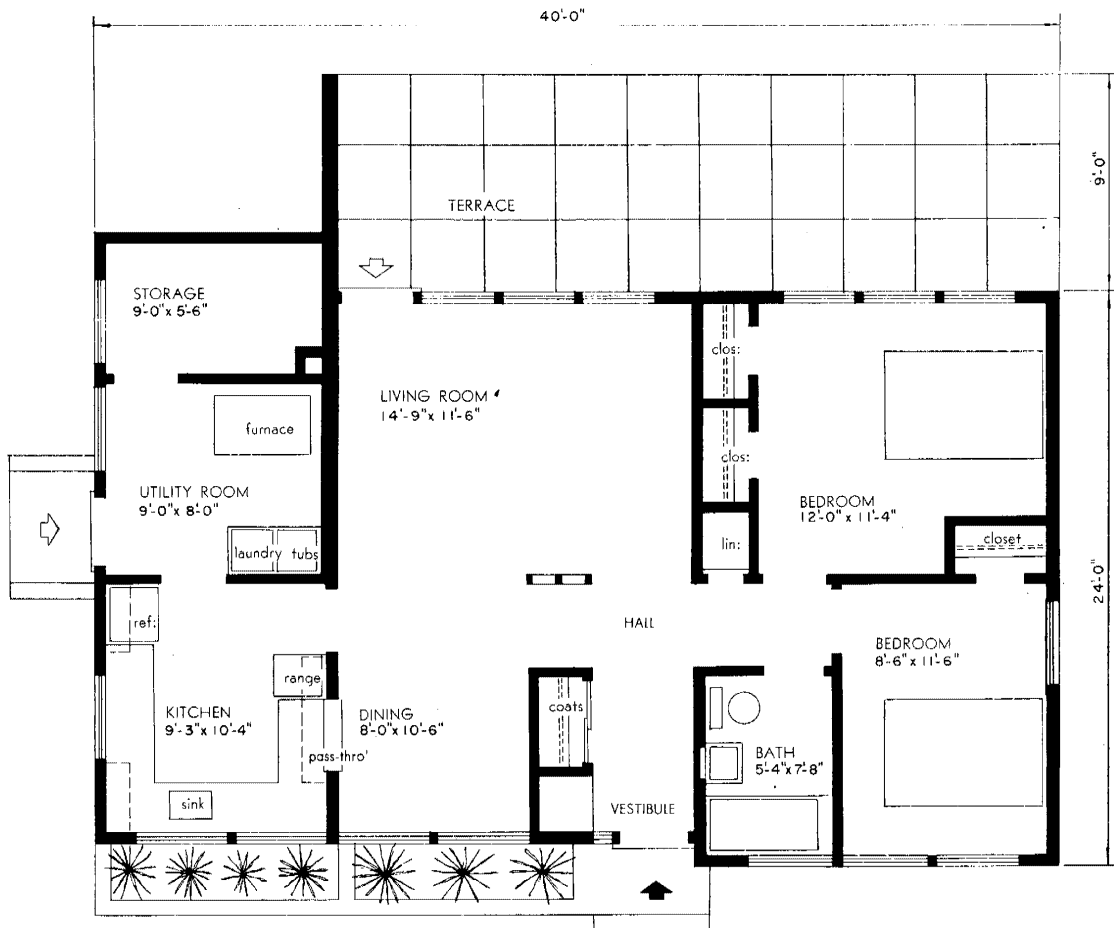 40'-0"
9'-0"
TERRACE
STORAGE
9'-0" x 5'-6"
clos:
LIVING ROOM
14'-9" x 11'-6"
furnace
clos:
UTILITY ROOM
9'-0" x 8'-0"
BEDROOM
12'-0" x 11'-4"
laundry tubs
lin:
closet
24'-0"
ref:
HALL
BEDROOM
8'-6" x 11'-6"
range
KITCHEN
9'-3" x 10'-4"
DINING
8'-0" x 10'-6"
coats
pass-thro'
BATH
5'-4" x 7'-8"
sink
VESTIBULE